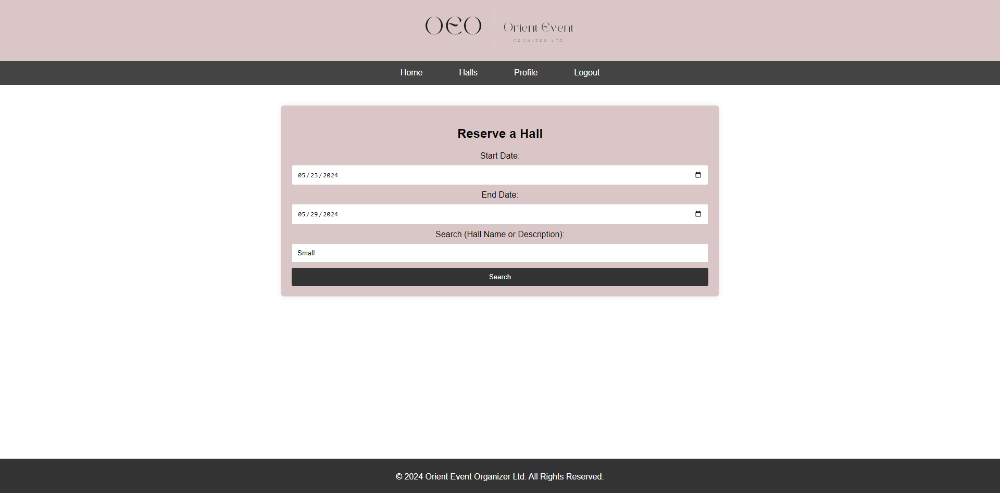 OEO
Orient Event
ORGNIZER LTD
Home Halls Profile Logout
Reserve a Hall
Start Date:
05/23/2024
End Date:
05/29/2024
Search (Hall Name or Description):
Small
Search
© 2024 Orient Event Organizer Ltd. All Rights Reserved.